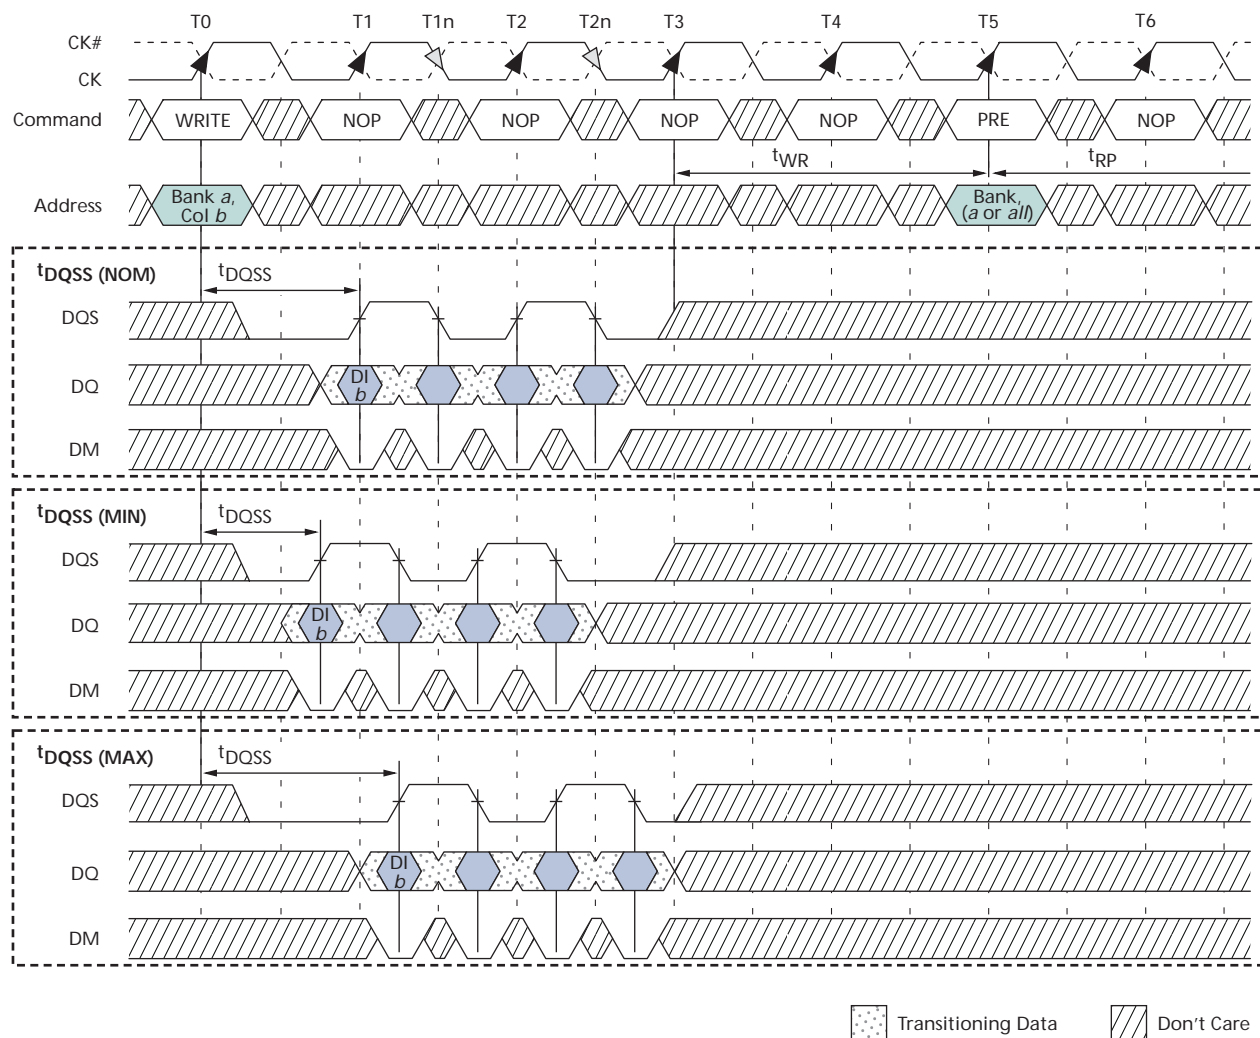 T0 T1 T1n T2 T2n T3 T4 T5 T6
CK#
CK
Command WRITE NOP NOP NOP NOP PRE NOP
tWR tRP
Address Bank a, Col b Bank, (a or all)
tDQSS (NOM) tDQSS
DQS
DQ DI b
DM
tDQSS (MIN) tDQSS
DQS
DQ DI b
DM
tDQSS (MAX) tDQSS
DQS
DQ DI b
DM
Transitioning Data Don't Care